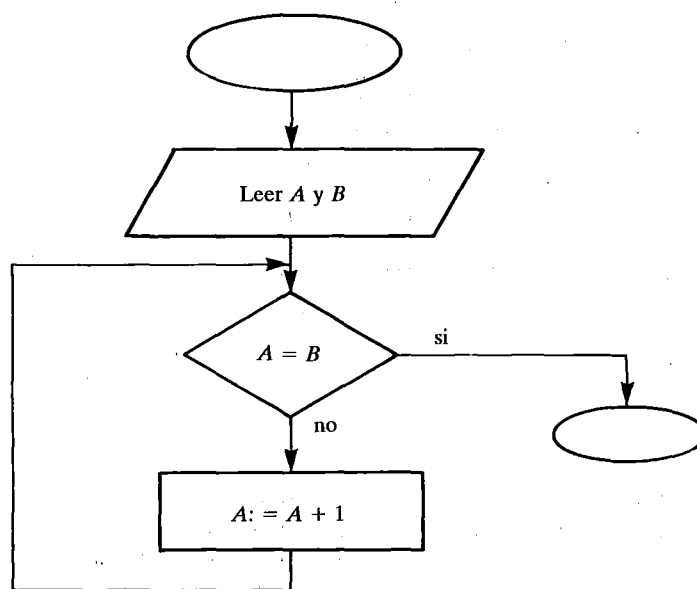 Leer A y B
A = B
si
no
A: = A + 1